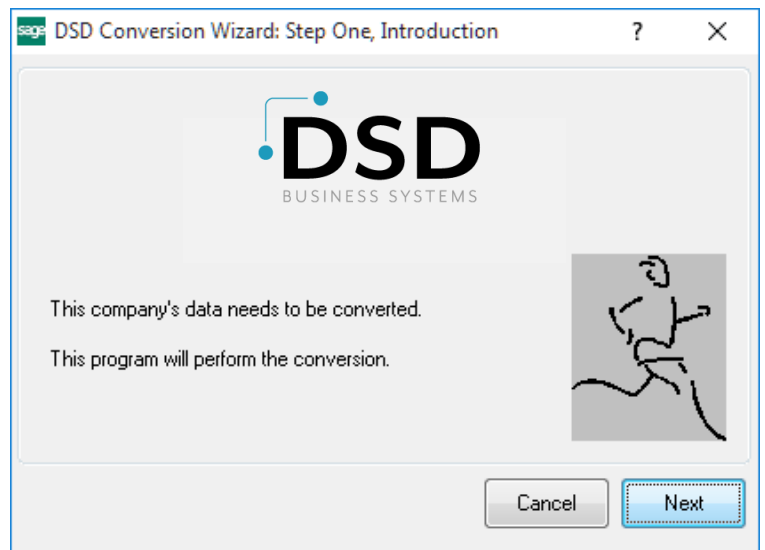 sage DSD Conversion Wizard: Step One, Introduction ?
DSD
BUSINESS SYSTEMS
This company's data needs to be converted.
This program will perform the conversion.
Cancel Next